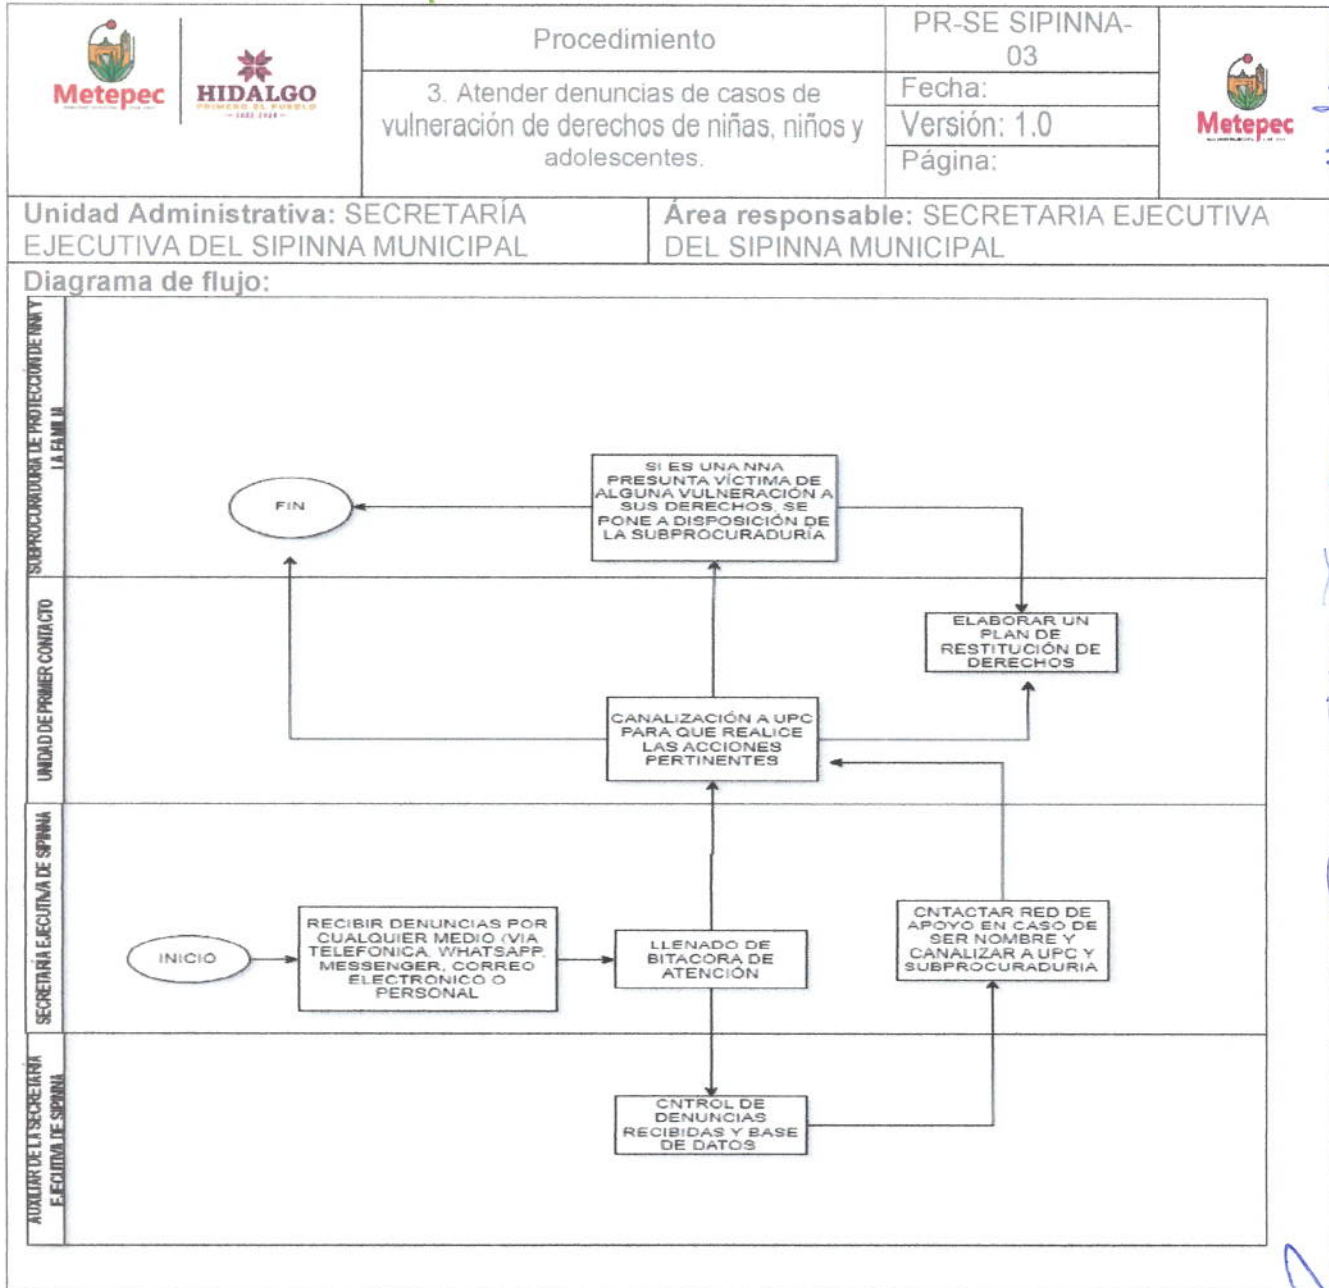 Metepec
HIDALGO
PRIMERO EL PUEBLO
Procedimiento
3. Atender denuncias de casos de
vulneración de derechos de niñas, niños y
adolescentes.
PR-SE SIPINNA-
03
Fecha:
Versión: 1.0
Página:
Metepec
Unidad Administrativa: SECRETARÍA
EJECUTIVA DEL SIPINNA MUNICIPAL
Área responsable: SECRETARIA EJECUTIVA
DEL SIPINNA MUNICIPAL
Diagrama de flujo:
SUBPROCURADURIA DE PROTECCION DE NNA Y
LA FAMILIA
FIN
SI ES UNA NNA
PRESUNTA VÍCTIMA DE
ALGUNA VULNERACIÓN A
SUS DERECHOS, SE
PONE A DISPOSICIÓN DE
LA SUBPROCURADURÍA
UNIDAD DE PRIMER CONTACTO
ELABORAR UN
PLAN DE
RESTITUCIÓN DE
DERECHOS
CANALIZACIÓN A UPC
PARA QUE REALICE
LAS ACCIONES
PERTINENTES
SECRETARÍA EJECUTIVA DE SIPINNA
INICIO
RECIBIR DENUNCIAS POR
CUALQUIER MEDIO (VIA
TELEFONICA, WHATSAPP,
MESSENGER, CORREO
ELECTRONICO O
PERSONAL
LLENADO DE
BITACORA DE
ATENCIÓN
CNTACTAR RED DE
APOYO EN CASO DE
SER NOMBRE Y
CANALIZAR A UPC Y
SUBPROCURADURIA
AUXILIAR DE LA SECRETARÍA
EJECUTIVA DE SIPINNA
CNTROL DE
DENUNCIAS
RECIBIDAS Y BASE
DE DATOS